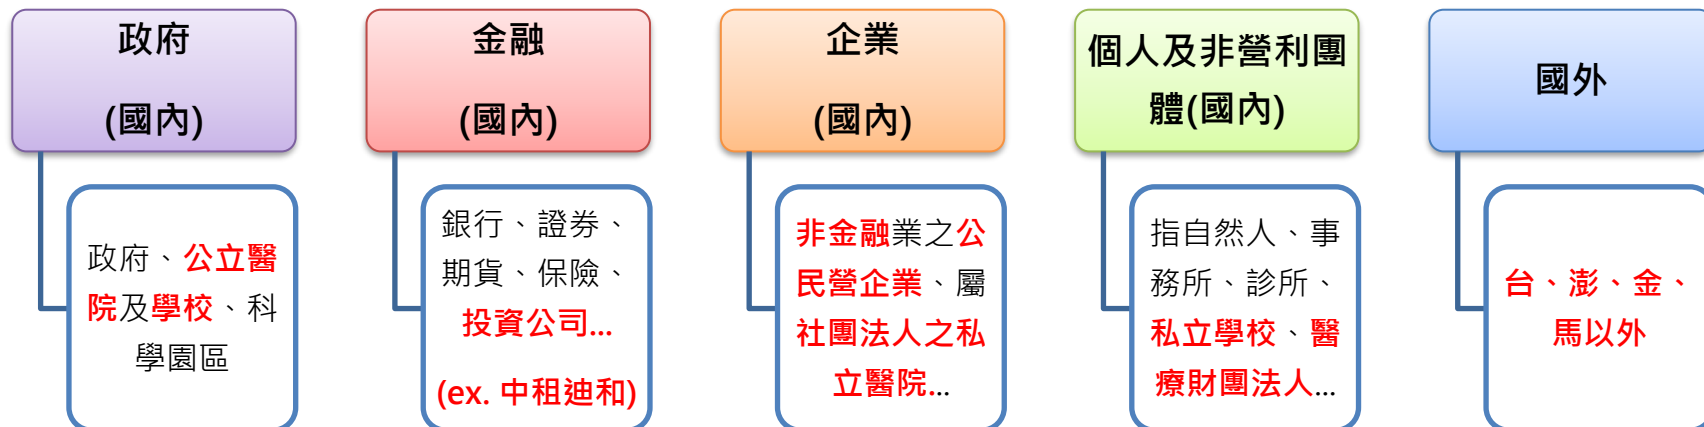 政府
(國內)
政府、公立醫
院及學校、科
學園區
金融
(國內)
銀行、證券、
期貨、保險、
投資公司...
(ex. 中租迪和)
企業
(國內)
非金融業之公
民營企業、屬
社團法人之私
立醫院...
個人及非營利團
體(國內)
指自然人、事
務所、診所、
私立學校、醫
療財團法人...
國外
台、澎、金、
馬以外